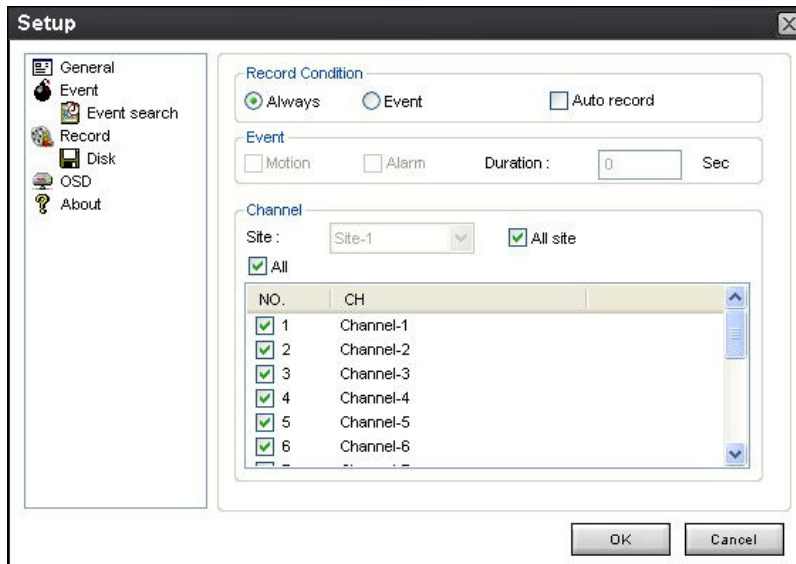 Setup
General
Event
Event search
Record
Disk
OSD
About
Record Condition
Always Event Auto record
Event
Motion Alarm Duration : 0 Sec
Channel
Site : Site-1 All site
All
NO. CH
1 Channel-1
2 Channel-2
3 Channel-3
4 Channel-4
5 Channel-5
6 Channel-6
OK Cancel